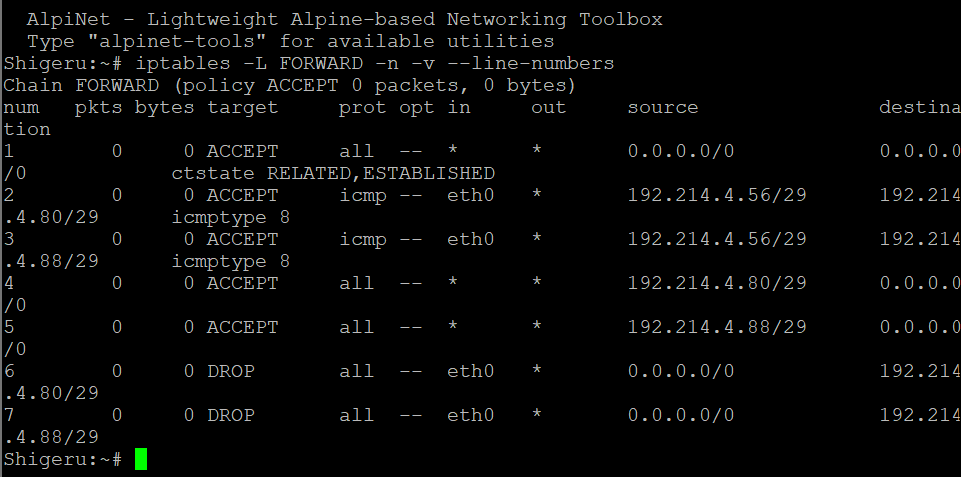 AlpiNet - Lightweight Alpine-based Networking Toolbox
Type "alpinet-tools" for available utilities
Shigeru:~# iptables -L FORWARD -n -v --line-numbers
Chain FORWARD (policy ACCEPT 0 packets, 0 bytes)
num   pkts bytes target     prot opt in     out     source               destina
tion
1        0     0 ACCEPT     all  --  *      *       0.0.0.0/0            0.0.0.0
/0            ctstate RELATED,ESTABLISHED
2        0     0 ACCEPT     icmp --  eth0   *       192.214.4.56/29      192.214
.4.80/29      icmptype 8
3        0     0 ACCEPT     icmp --  eth0   *       192.214.4.56/29      192.214
.4.88/29      icmptype 8
4        0     0 ACCEPT     all  --  *      *       192.214.4.80/29      0.0.0.0
/0
5        0     0 ACCEPT     all  --  *      *       192.214.4.88/29      0.0.0.0
/0
6        0     0 DROP       all  --  eth0   *       0.0.0.0/0            192.214
.4.80/29
7        0     0 DROP       all  --  eth0   *       0.0.0.0/0            192.214
.4.88/29
Shigeru:~#